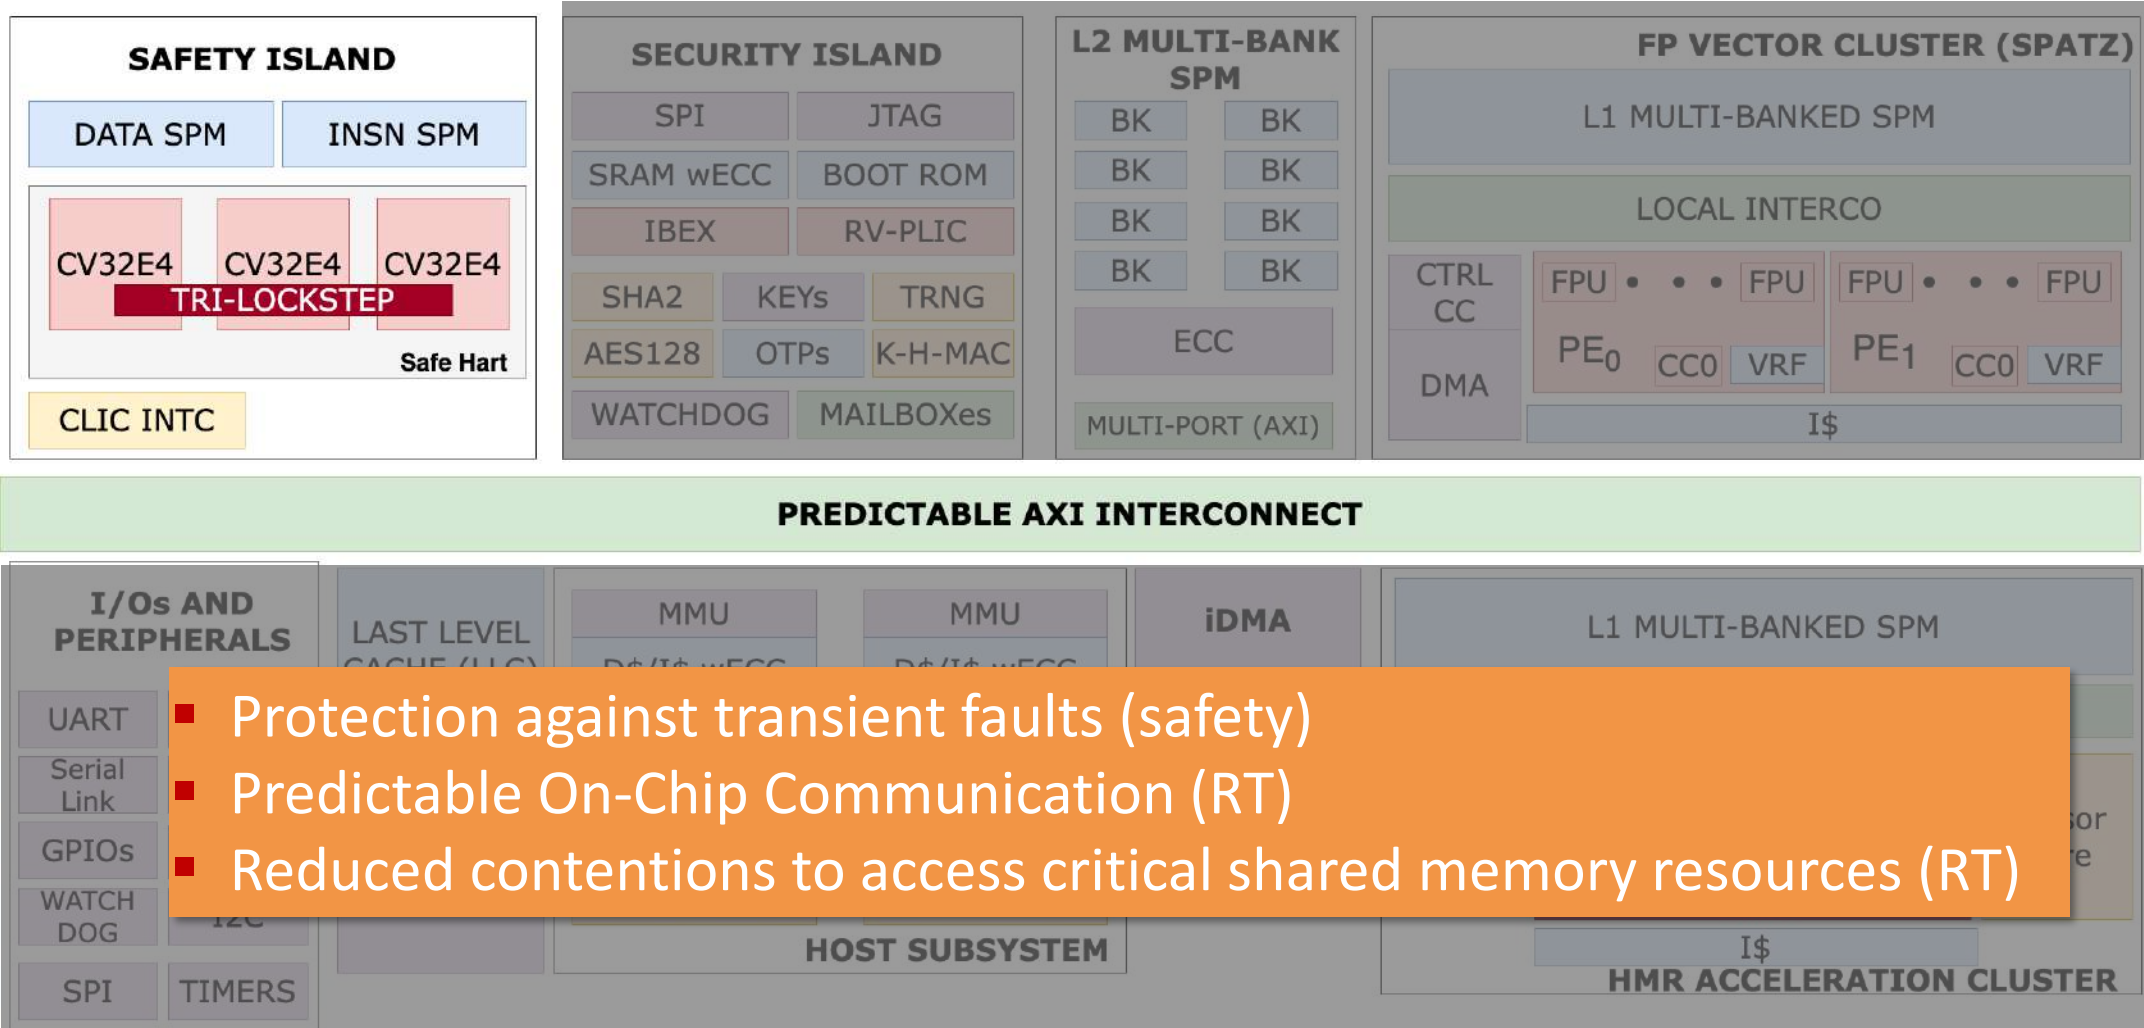 SAFETY ISLAND
DATA SPM
INSN SPM
CV32E4
CV32E4
CV32E4
TRI-LOCKSTEP
Safe Hart
CLIC INTC
SECURITY ISLAND
SPI
JTAG
SRAM wECC
BOOT ROM
IBEX
RV-PLIC
SHA2
KEYs
TRNG
AES128
OTPs
K-H-MAC
WATCHDOG
MAILBOXes
L2 MULTI-BANK
SPM
BK
BK
BK
BK
BK
BK
BK
BK
ECC
MULTI-PORT (AXI)
FP VECTOR CLUSTER (SPATZ)
L1 MULTI-BANKED SPM
LOCAL INTERCO
CTRL
CC
DMA
FPU • • • FPU
PE0
CC0
VRF
FPU • • • FPU
PE1
CC0
VRF
I$
PREDICTABLE AXI INTERCONNECT
I/Os AND
PERIPHERALS
UART
Serial
Link
GPIOs
WATCH
DOG
I2C
SPI
TIMERS
LAST LEVEL
CACHE (LLC)
MMU
MMU
D$/I$ wECC
D$/I$ wECC
HOST SUBSYSTEM
iDMA
L1 MULTI-BANKED SPM
I$
HMR ACCELERATION CLUSTER
▪ Protection against transient faults (safety)
▪ Predictable On-Chip Communication (RT)
▪ Reduced contentions to access critical shared memory resources (RT)